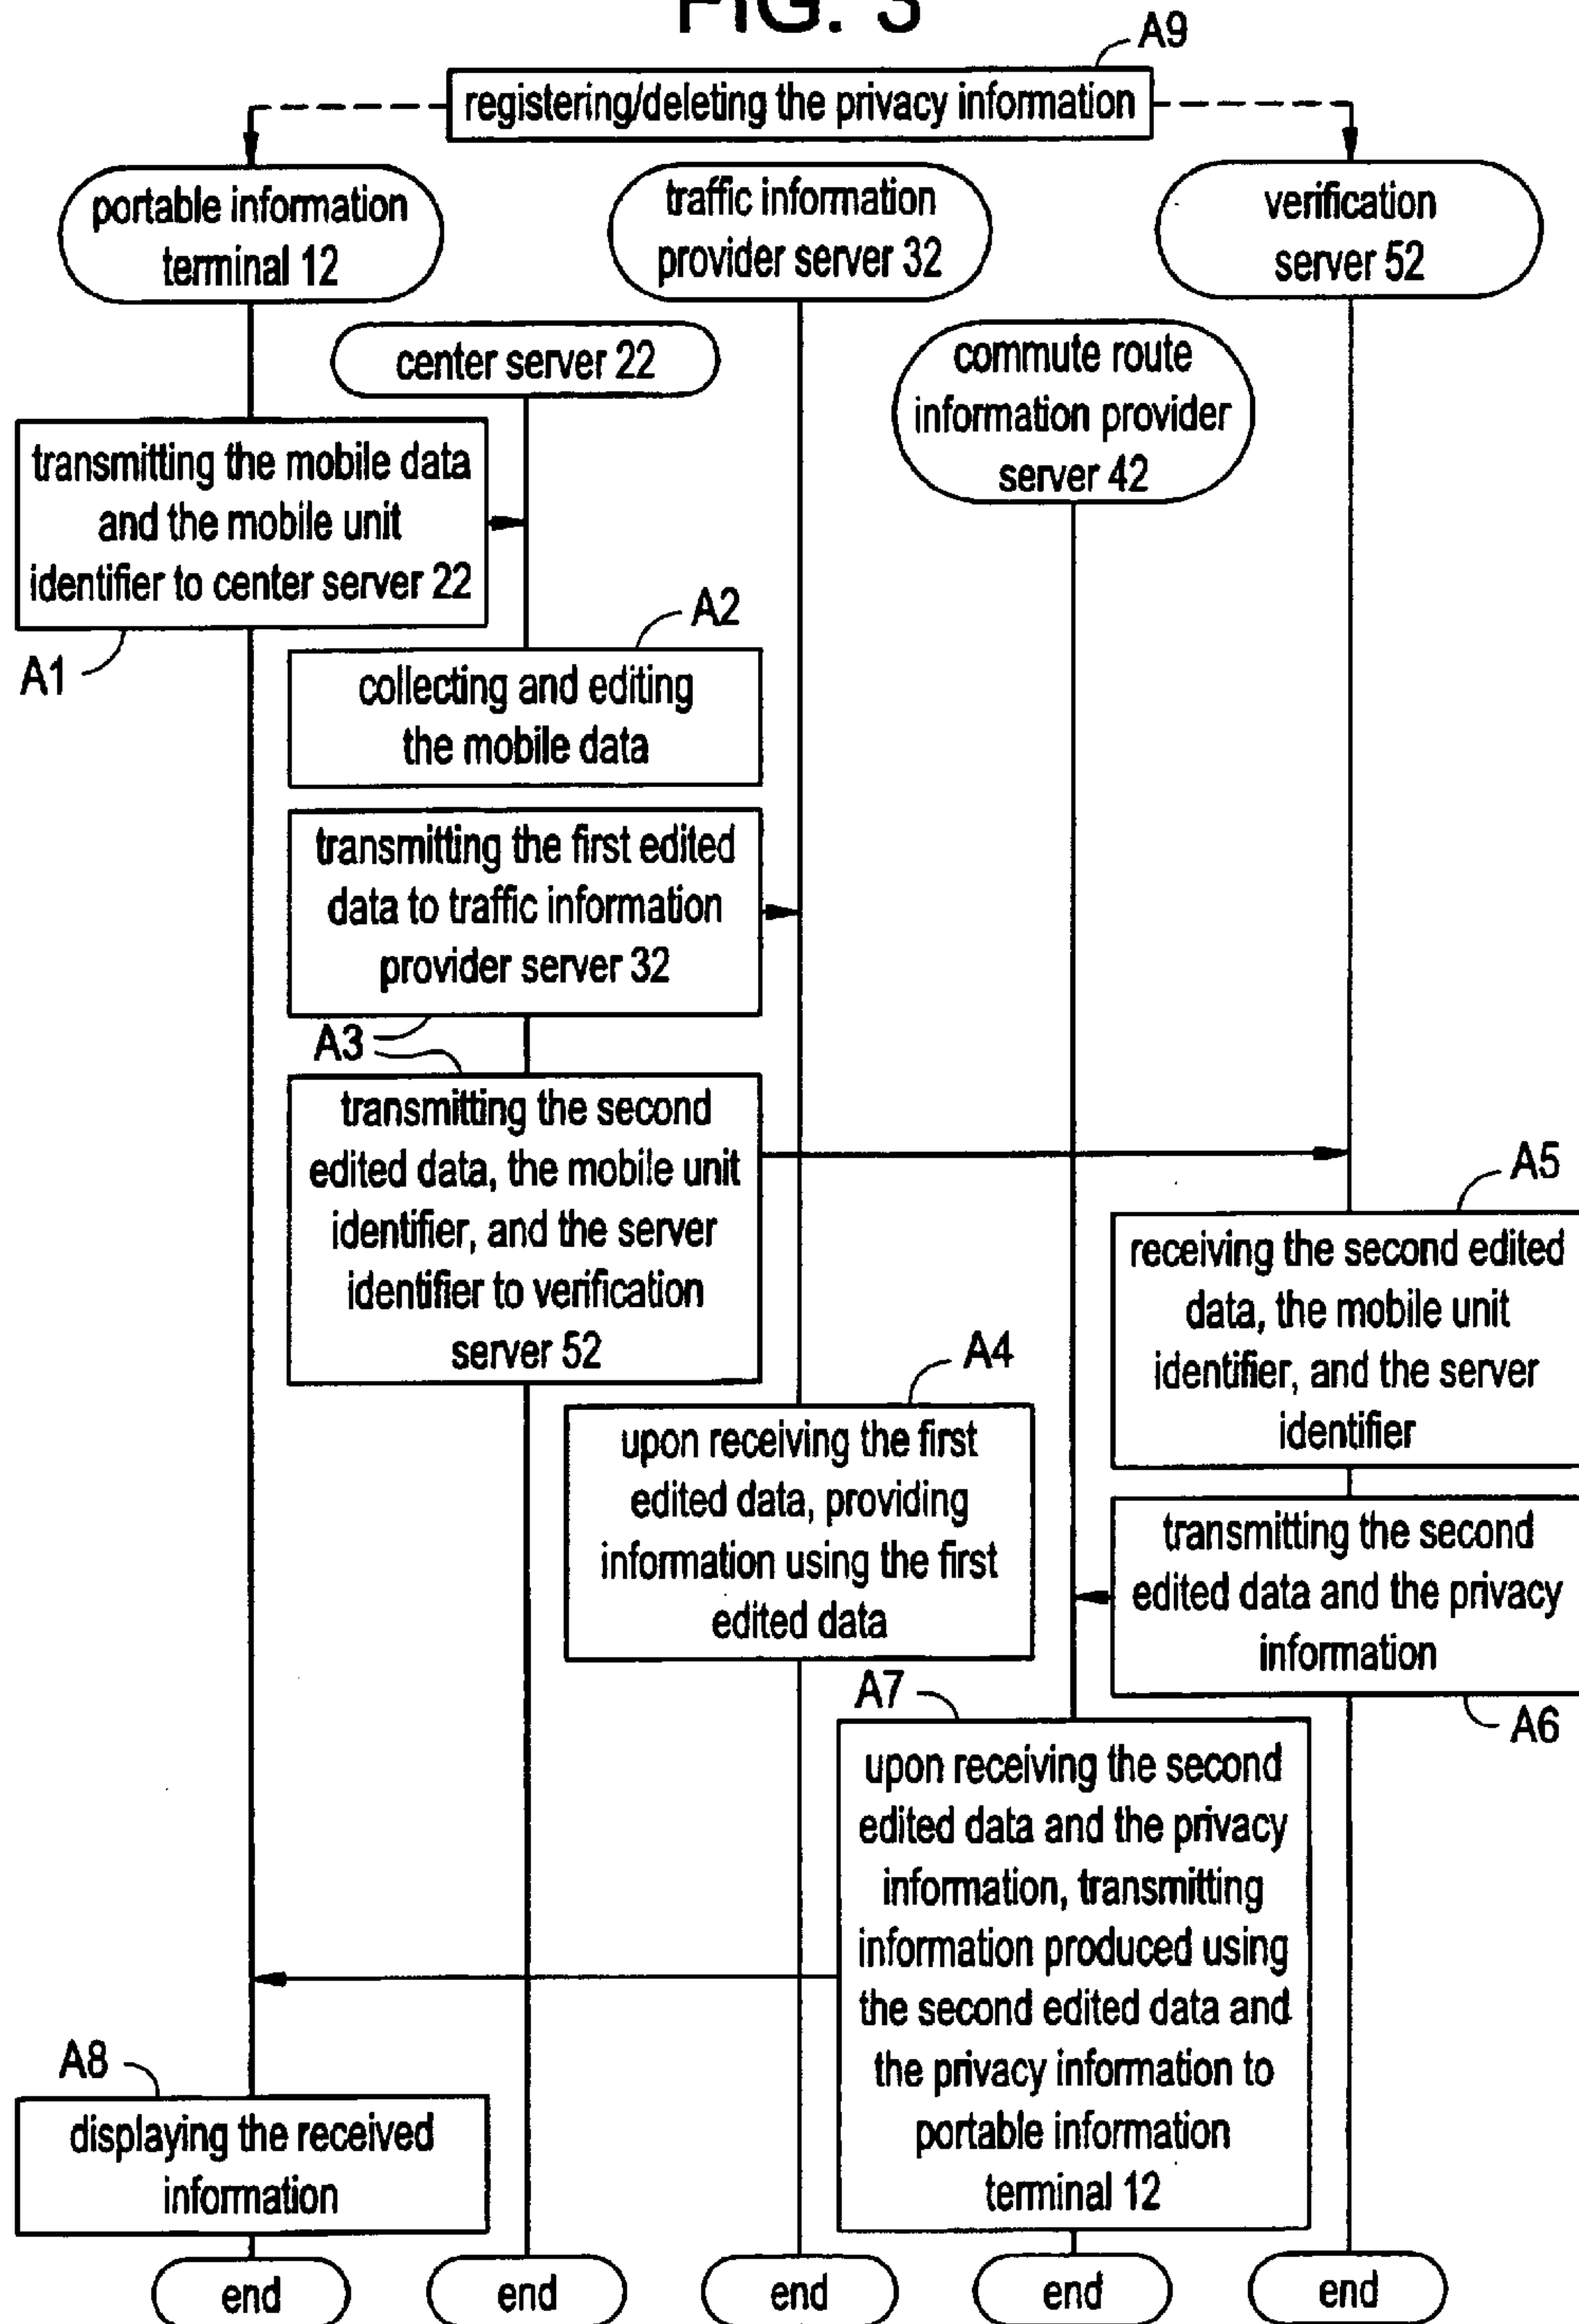 FIG. 3
A9
registering/deleting the privacy information
portable information
terminal 12
traffic information
provider server 32
verification
server 52
center server 22
commute route
information provider
server 42
transmitting the mobile data
and the mobile unit
identifier to center server 22
A1
A2
collecting and editing
the mobile data
transmitting the first edited
data to traffic information
provider server 32
A3
transmitting the second
edited data, the mobile unit
identifier, and the server
identifier to verification
server 52
A5
receiving the second edited
data, the mobile unit
identifier, and the server
identifier
A4
upon receiving the first
edited data, providing
information using the first
edited data
transmitting the second
edited data and the privacy
information
A6
A7
upon receiving the second
edited data and the privacy
information, transmitting
information produced using
the second edited data and
the privacy information to
portable information
terminal 12
A8
displaying the received
information
end
end
end
end
end